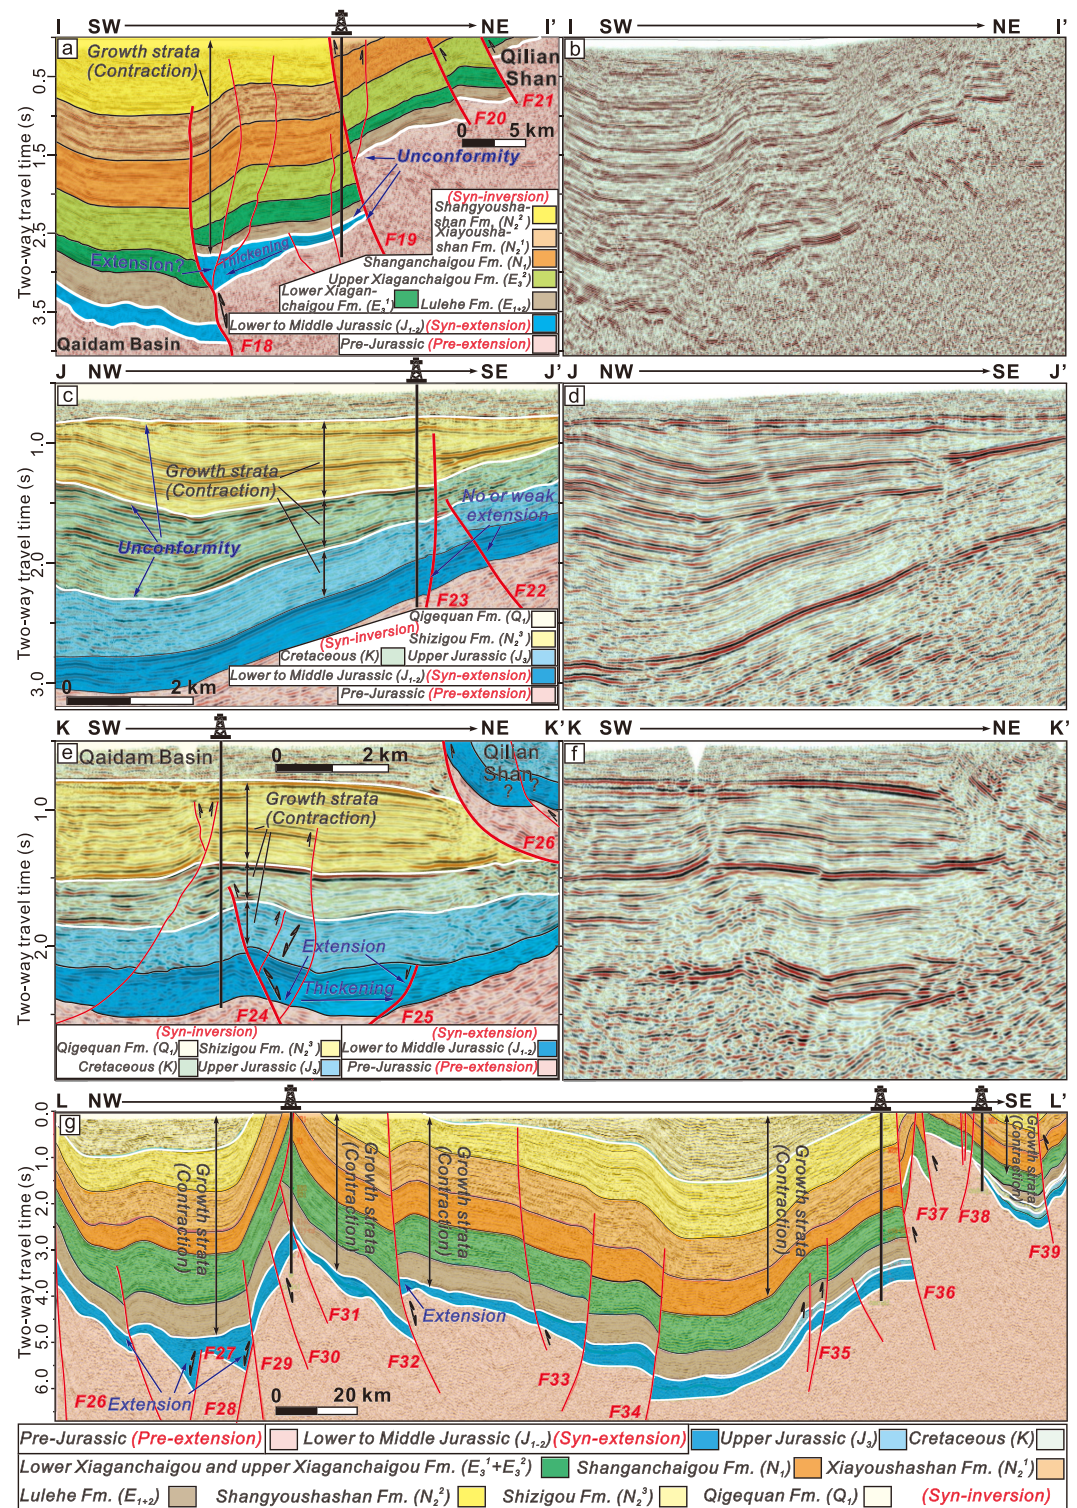 I SW NE I' I SW NE I'
a
Growth strata
(Contraction)
Qilian
Shan
F21
F20
0 5 km
Unconformity
(Syn-inversion)
Shangyousha-
shan Fm. (N₂²)
Xiayousha-
shan Fm. (N₂¹)
F19
Shanganchaigou Fm. (N₁)
Extension?
Thickening
Upper Xiaganchaigou Fm. (E₃²)
Lower Xiagan-
chaigou Fm. (E₃¹)
Lulehe Fm. (E₁₊₂)
Lower to Middle Jurassic (J₁₋₂) (Syn-extension)
Qaidam Basin
F18
Pre-Jurassic (Pre-extension)
Two-way travel time (s)
0.5
1.5
2.5
3.5
b
J NW SE J' J NW SE J'
c
Growth strata
(Contraction)
No or weak
extension
Unconformity
F22
F23
Qigequan Fm. (Q₁)
(Syn-inversion)
Shizigou Fm. (N₂³)
Cretaceous (K)
Upper Jurassic (J₃)
Lower to Middle Jurassic (J₁₋₂) (Syn-extension)
Pre-Jurassic (Pre-extension)
0 2 km
Two-way travel time (s)
1.0
2.0
3.0
d
K SW NE K' K SW NE K'
e
Qaidam Basin
0 2 km
Qilian
Shan
? ?
?
Growth strata
(Contraction)
F26
Extension
Thickening
F24
F25
(Syn-inversion)
(Syn-extension)
Qigequan Fm. (Q₁)
Shizigou Fm. (N₂³)
Lower to Middle Jurassic (J₁₋₂)
Cretaceous (K)
Upper Jurassic (J₃)
Pre-Jurassic (Pre-extension)
Two-way travel time (s)
1.0
2.0
f
L NW SE L'
g
Growth strata
(Contraction)
Growth strata
(Contraction)
Growth strata
(Contraction)
Growth strata
(Contraction)
Growth strata
(Contraction)
F37
F38
F39
F36
F31
Extension
F35
F27
F29
F30
F32
F33
F26
Extension
F28
F34
0 20 km
Two-way travel time (s)
0.0
1.0
2.0
3.0
4.0
5.0
6.0
Pre-Jurassic (Pre-extension)
Lower to Middle Jurassic (J₁₋₂) (Syn-extension)
Upper Jurassic (J₃)
Cretaceous (K)
Lower Xiaganchaigou and upper Xiaganchaigou Fm. (E₃¹+E₃²)
Shanganchaigou Fm. (N₁)
Xiayoushashan Fm. (N₂¹)
Lulehe Fm. (E₁₊₂)
Shangyoushashan Fm. (N₂²)
Shizigou Fm. (N₂³)
Qigequan Fm. (Q₁)
(Syn-inversion)